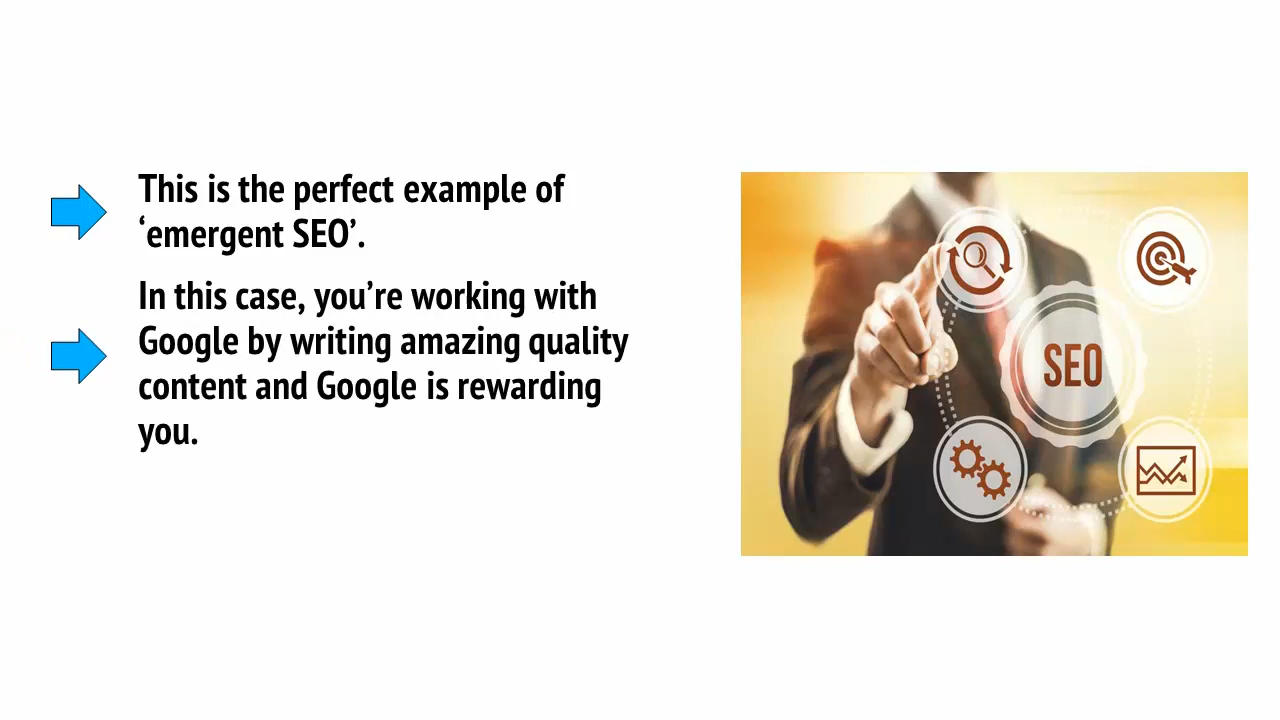 This is the perfect example of
‘emergent SEO’.
In this case, you’re working with
Google by writing amazing quality
content and Google is rewarding
you.
SEO